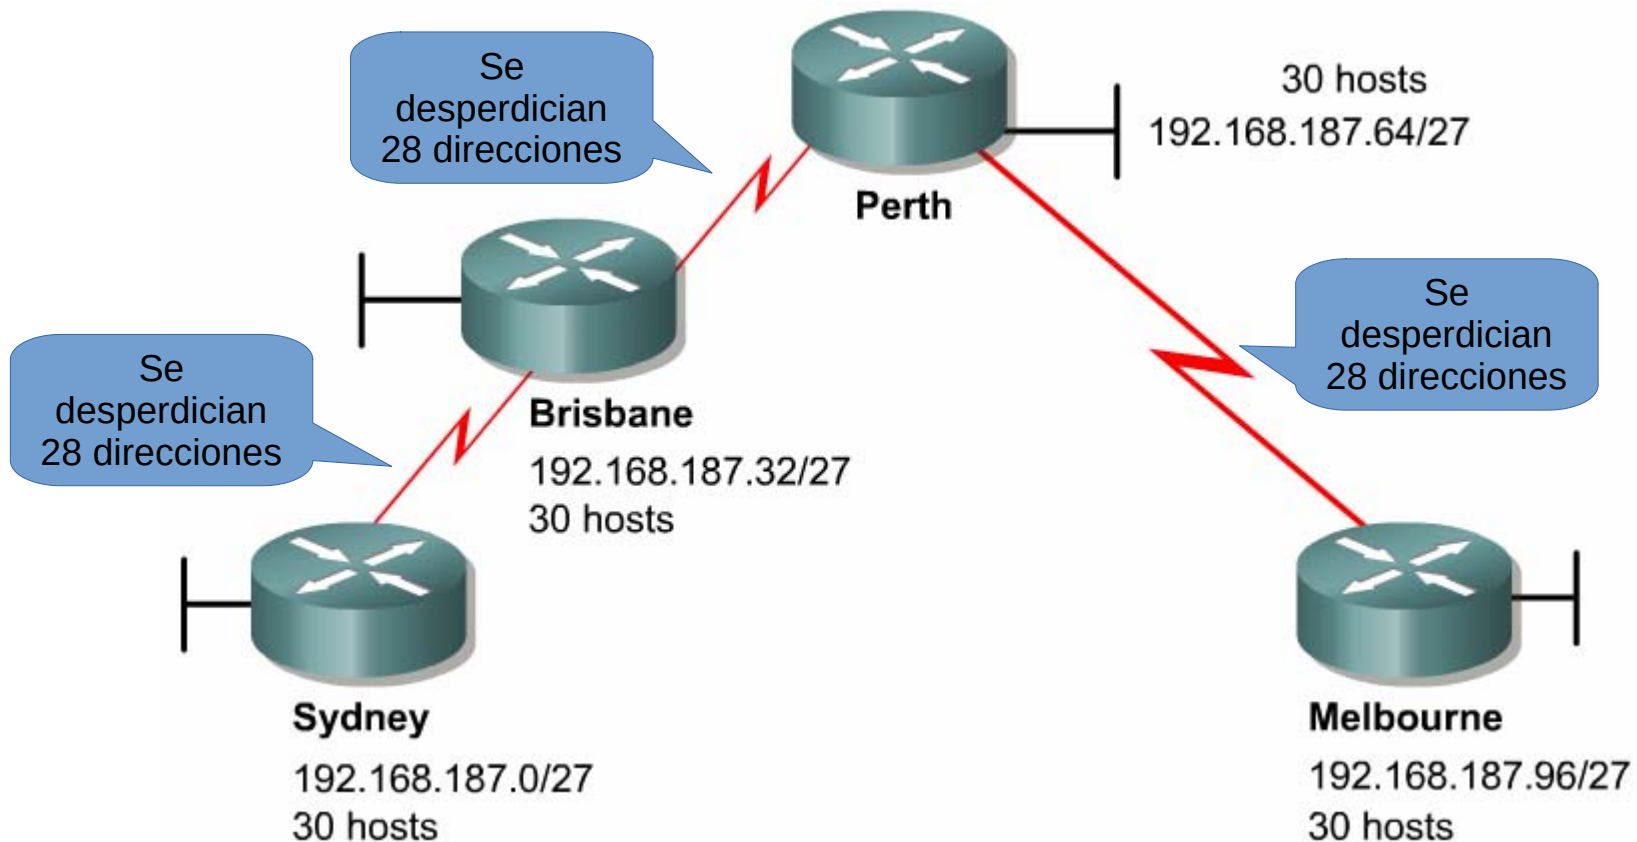 Se
desperdician
28 direcciones
30 hosts
192.168.187.64/27
Perth
Se
desperdician
28 direcciones
Se
desperdician
28 direcciones
Brisbane
192.168.187.32/27
30 hosts
Sydney
192.168.187.0/27
30 hosts
Melbourne
192.168.187.96/27
30 hosts